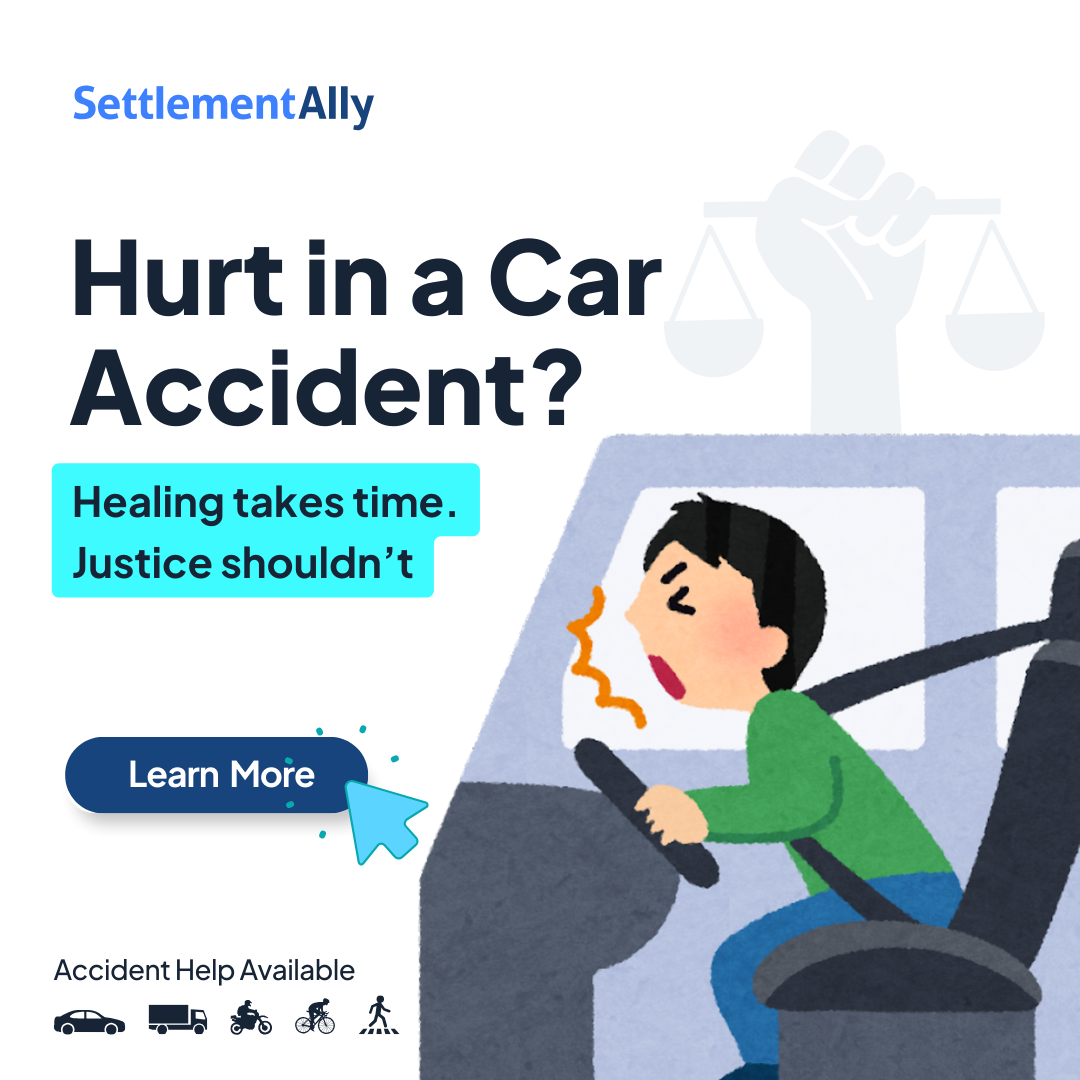 SettlementAlly
Hurt in a Car
Accident?
Healing takes time.
Justice shouldn’t
Learn More
Accident Help Available